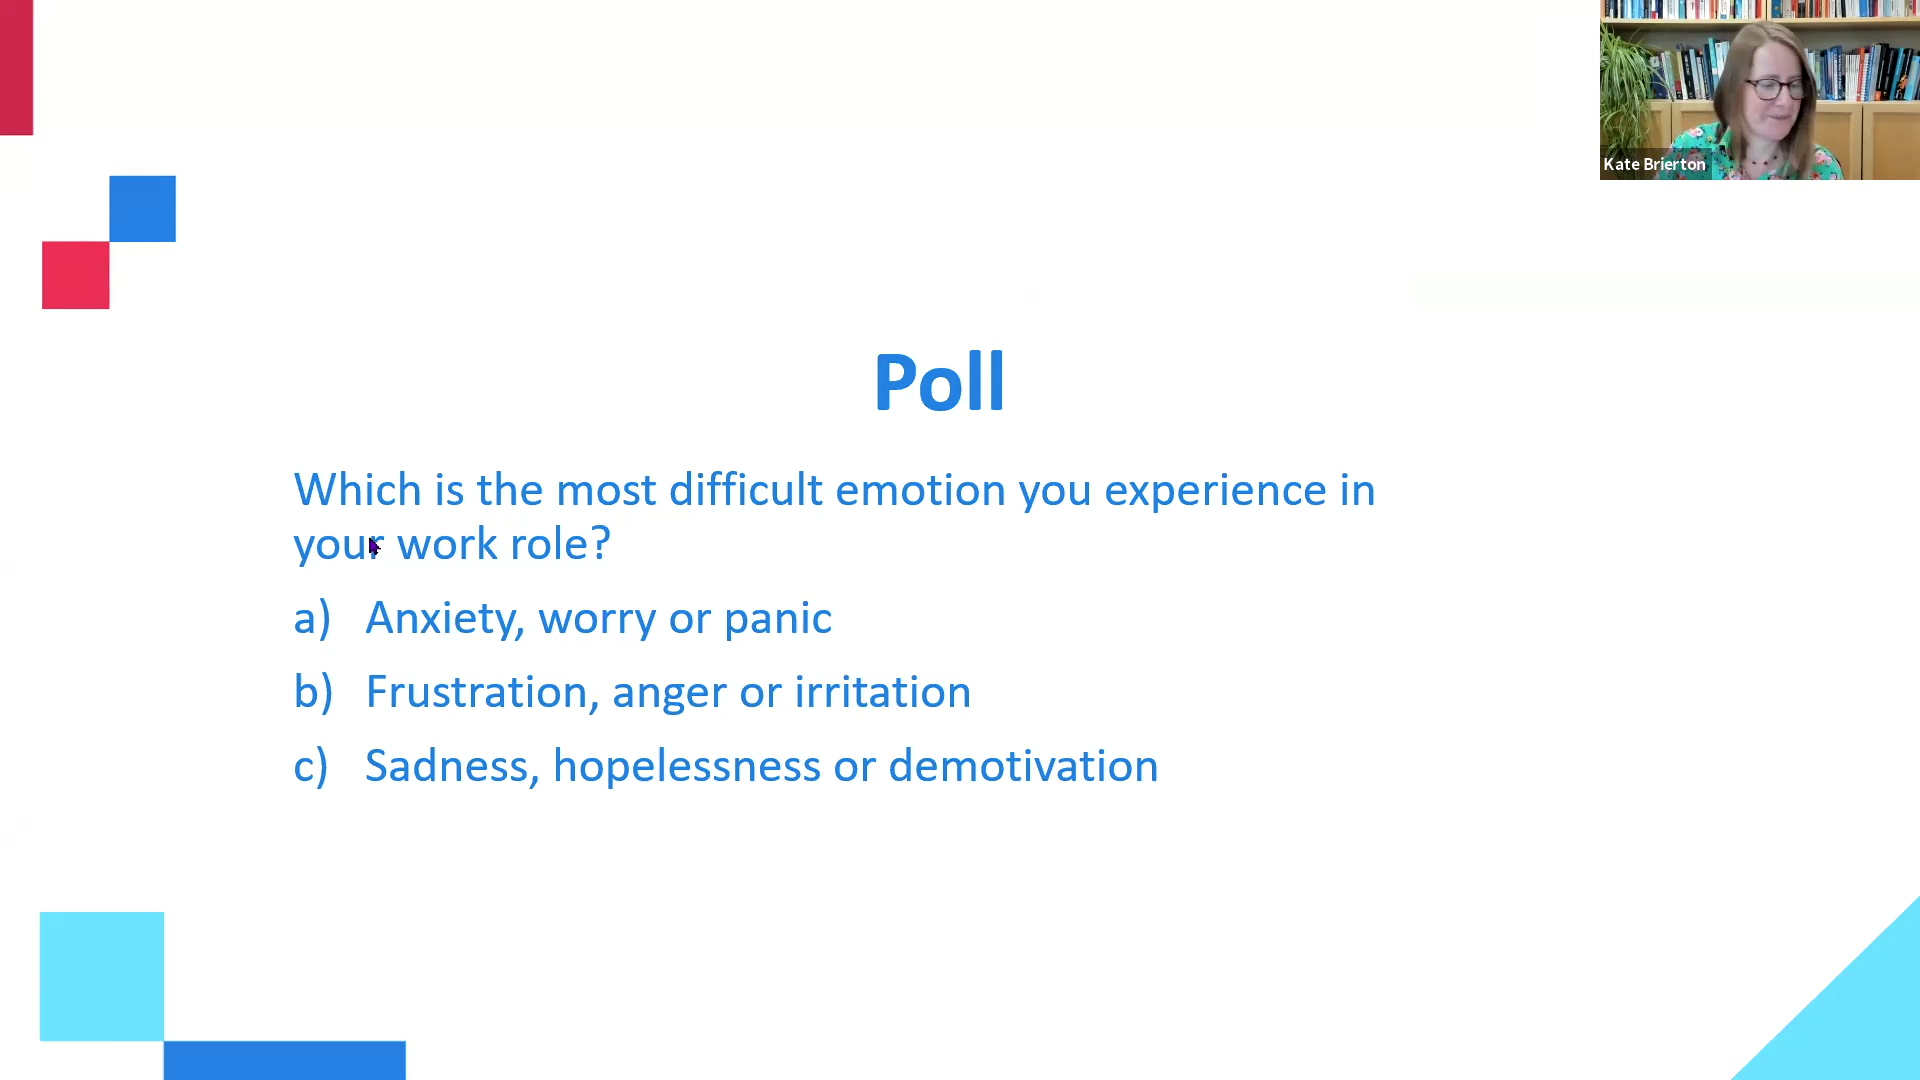 Kate Brierton
Poll
Which is the most difficult emotion you experience in
your work role?
a) Anxiety, worry or panic
b) Frustration, anger or irritation
c) Sadness, hopelessness or demotivation